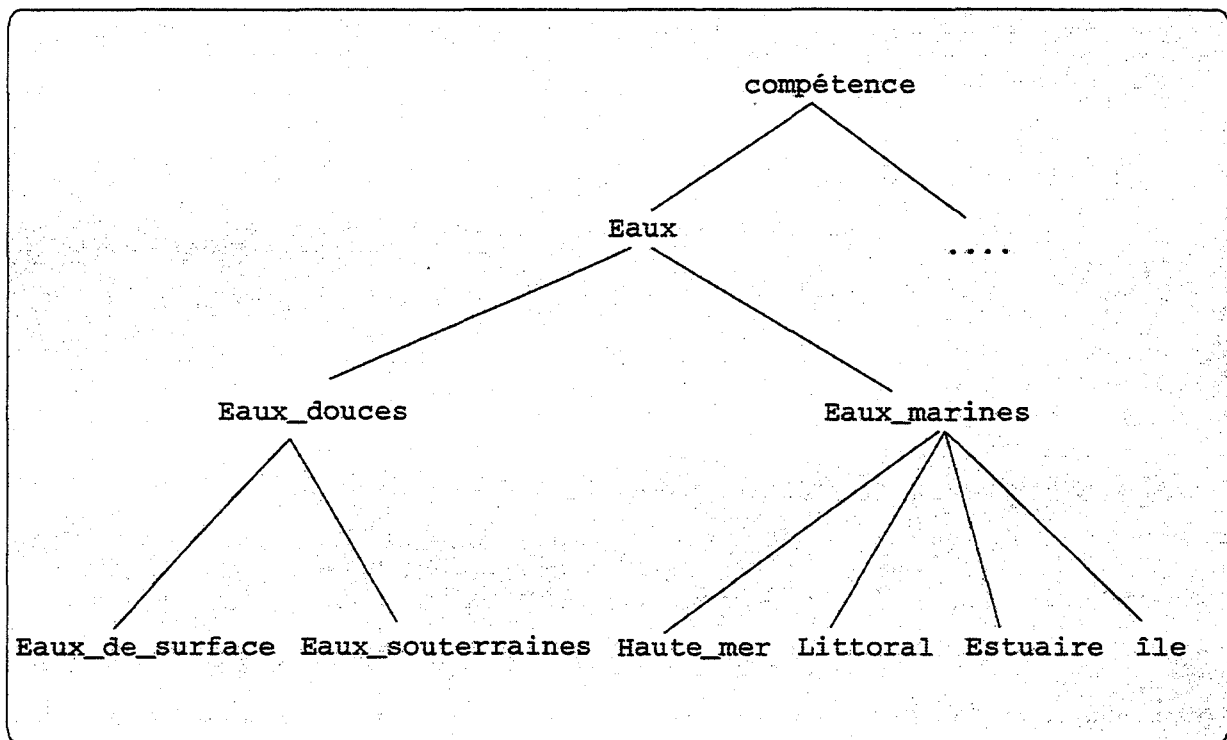 compétence
Eaux
....
Eaux_douces
Eaux_marines
Eaux_de_surface Eaux_souterraines Haute_mer Littoral Estuaire île